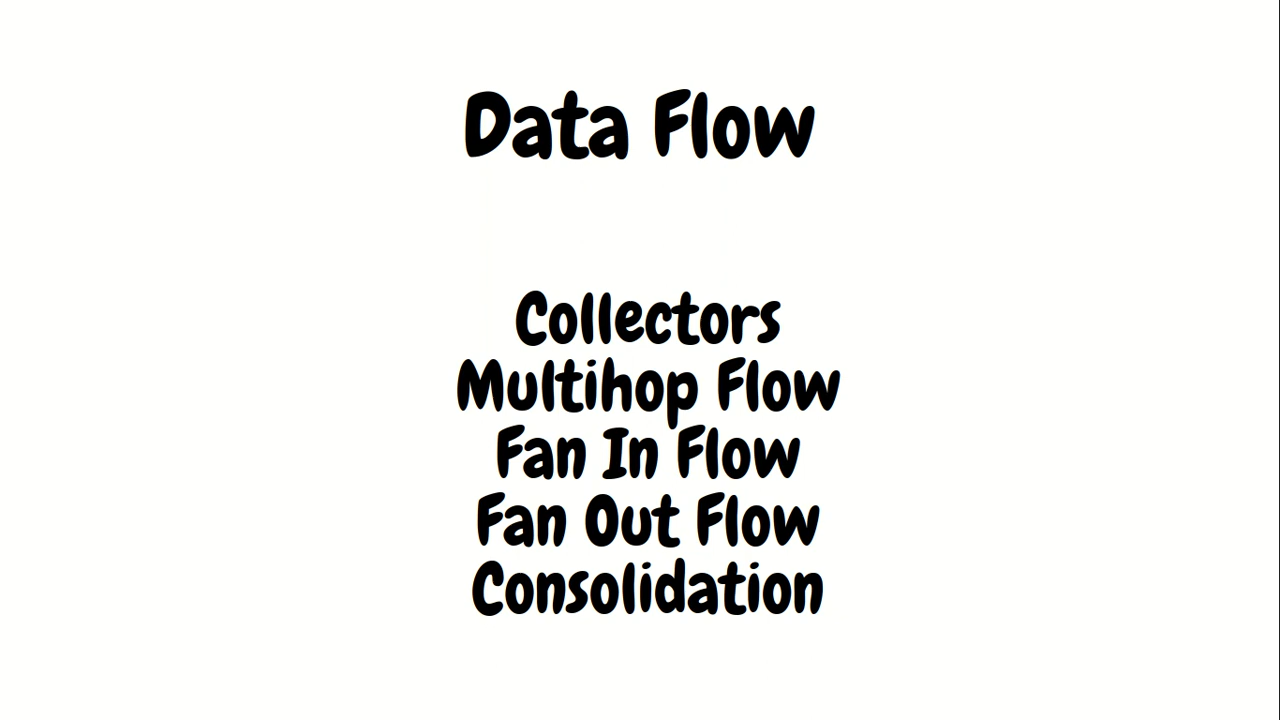 Data Flow
Collectors
Multihop Flow
Fan In Flow
Fan Out Flow
Consolidation